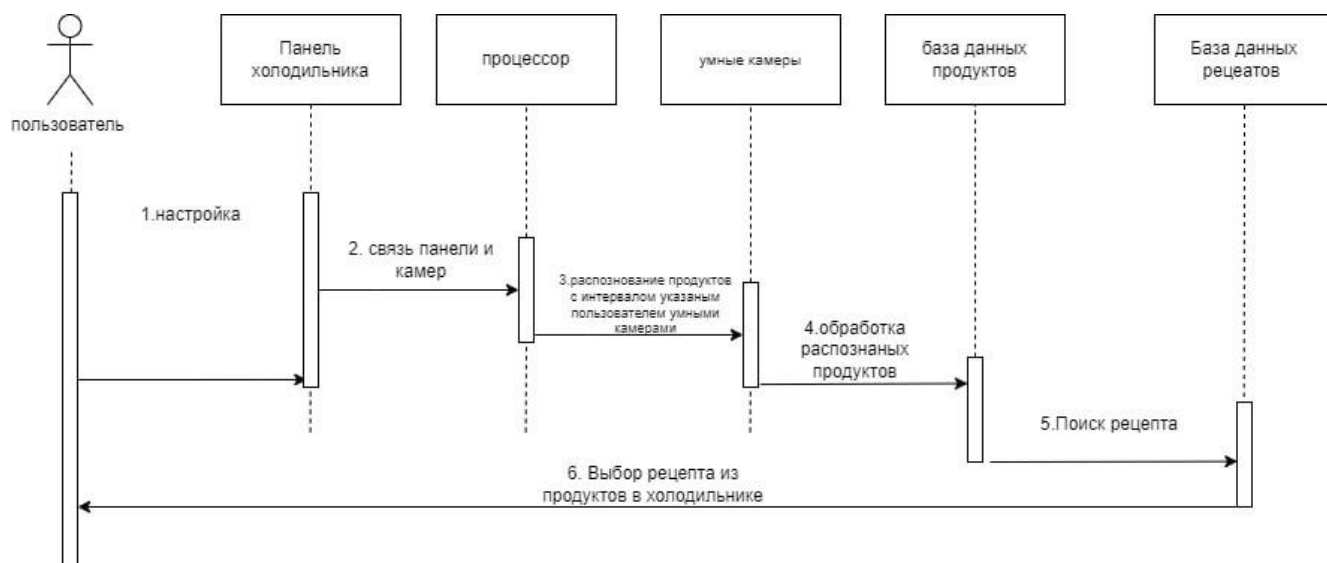 Панель
холодильника
процессор
умные камеры
база данных
продуктов
База данных
рецеатов
пользователь
1.настройка
2. связь панели и
камер
3.распознование продуктов
с интервалом указаным
пользователем умными
камерами
4.обработка
распознаных
продуктов
5.Поиск рецепта
6. Выбор рецепта из
продуктов в холодильнике